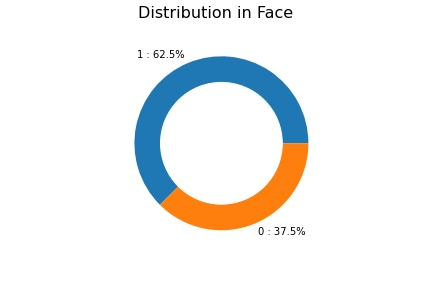 Distribution in Face
1 : 62.5%
0 : 37.5%